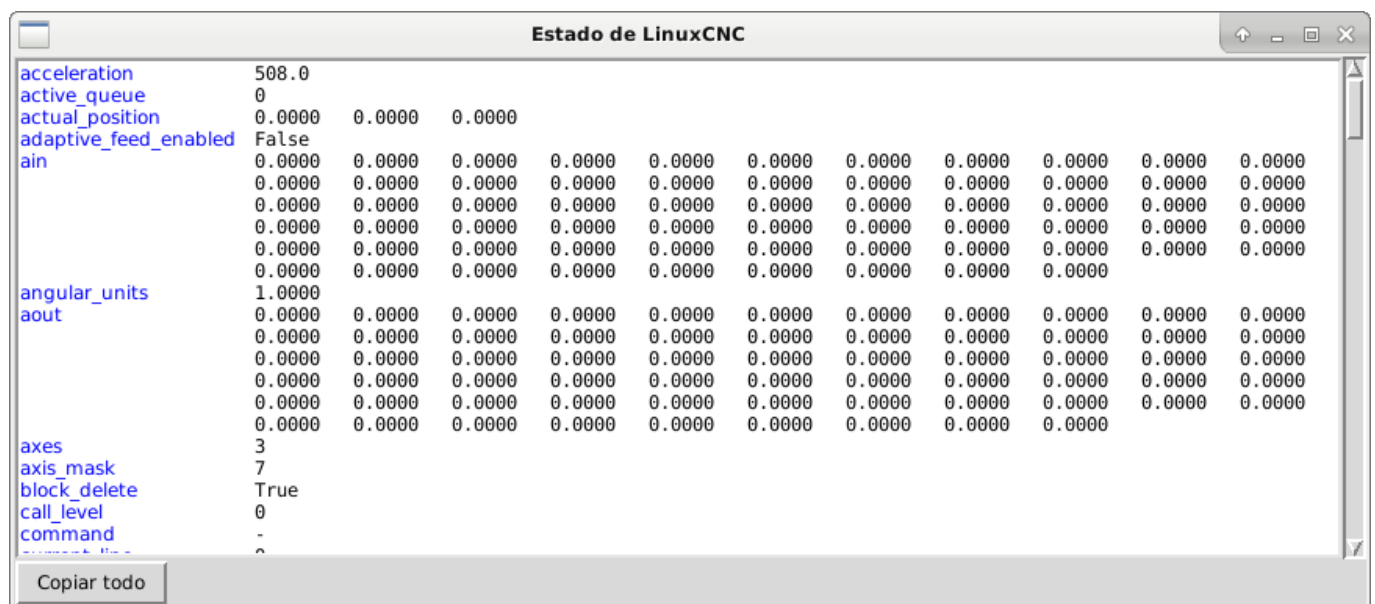 Estado de LinuxCNC
acceleration 508.0
active_queue 0
actual_position 0.0000 0.0000 0.0000
adaptive_feed_enabled False
ain 0.0000 0.0000 0.0000 0.0000 0.0000 0.0000 0.0000 0.0000 0.0000 0.0000 0.0000
0.0000 0.0000 0.0000 0.0000 0.0000 0.0000 0.0000 0.0000 0.0000 0.0000 0.0000
0.0000 0.0000 0.0000 0.0000 0.0000 0.0000 0.0000 0.0000 0.0000 0.0000 0.0000
0.0000 0.0000 0.0000 0.0000 0.0000 0.0000 0.0000 0.0000 0.0000 0.0000 0.0000
0.0000 0.0000 0.0000 0.0000 0.0000 0.0000 0.0000 0.0000 0.0000 0.0000 0.0000
0.0000 0.0000 0.0000 0.0000 0.0000 0.0000 0.0000 0.0000 0.0000
angular_units 1.0000
aout 0.0000 0.0000 0.0000 0.0000 0.0000 0.0000 0.0000 0.0000 0.0000 0.0000 0.0000
0.0000 0.0000 0.0000 0.0000 0.0000 0.0000 0.0000 0.0000 0.0000 0.0000 0.0000
0.0000 0.0000 0.0000 0.0000 0.0000 0.0000 0.0000 0.0000 0.0000 0.0000 0.0000
0.0000 0.0000 0.0000 0.0000 0.0000 0.0000 0.0000 0.0000 0.0000 0.0000 0.0000
0.0000 0.0000 0.0000 0.0000 0.0000 0.0000 0.0000 0.0000 0.0000 0.0000 0.0000
0.0000 0.0000 0.0000 0.0000 0.0000 0.0000 0.0000 0.0000 0.0000
axes 3
axis_mask 7
block_delete True
call_level 0
command -
Copiar todo